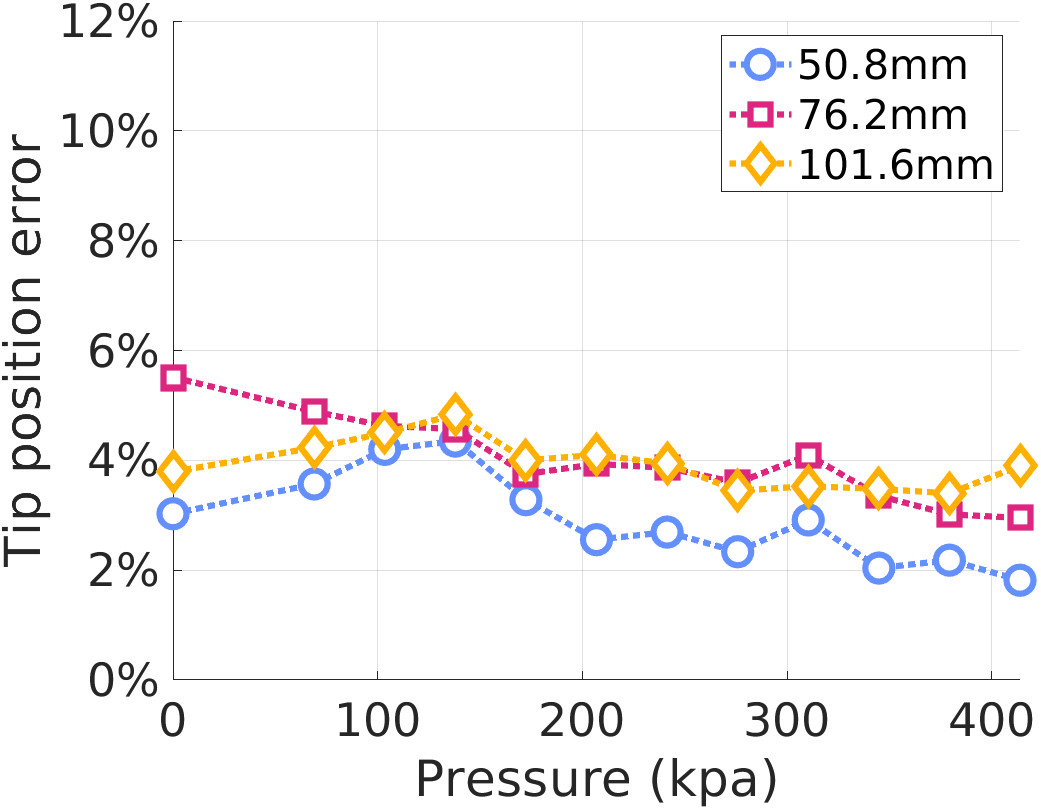 12%
10%
8%
6%
4%
2%
0%
Tip position error
0
100
200
300
400
Pressure (kpa)
50.8mm
76.2mm
101.6mm